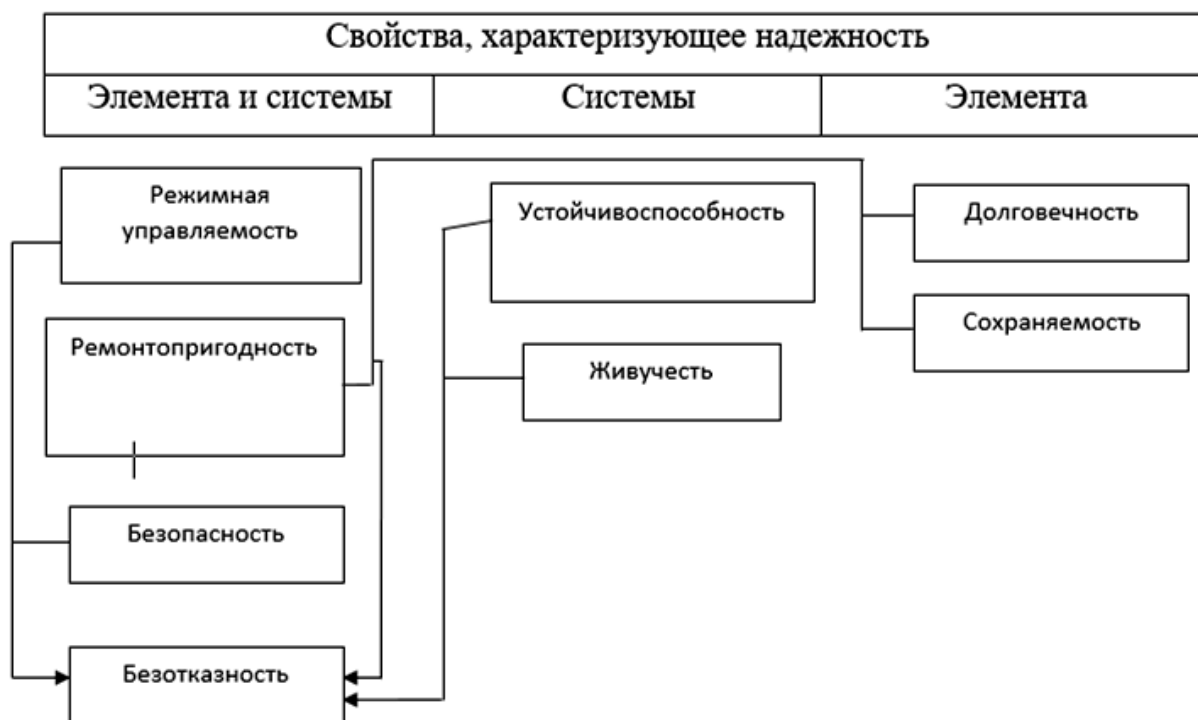 Свойства, характеризующее надежность
Элемента и системы
Системы
Элемента
Режимная
управляемость
Устойчивоспособность
Долговечность
Ремонтопригодность
Живучесть
Сохраняемость
Безопасность
Безотказность